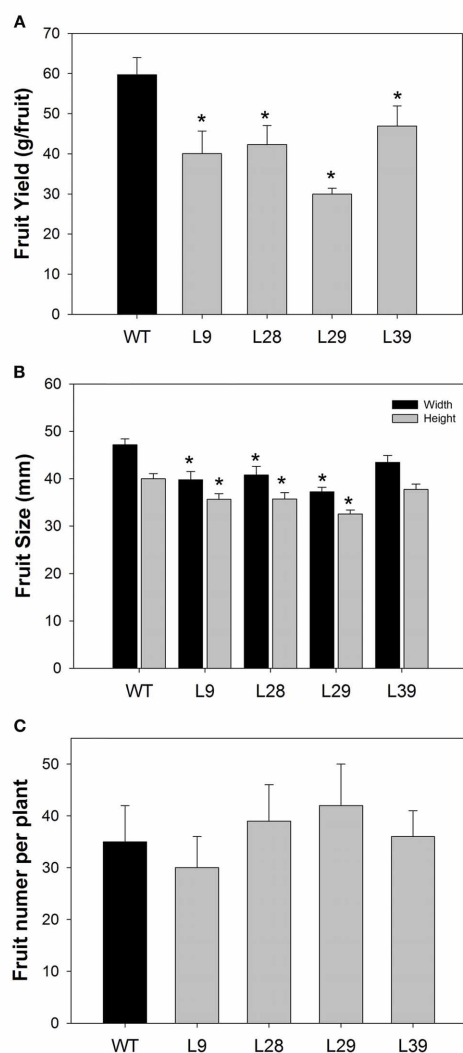 A
Fruit Yield (g/fruit)
70
60
50
40
30
20
10
0
* * * *
WT L9 L28 L29 L39
B
Fruit Size (mm)
60
50
40
30
20
10
0
Width
Height
* * * * * *
WT L9 L28 L29 L39
C
Fruit numer per plant
50
40
30
20
10
0
WT L9 L28 L29 L39